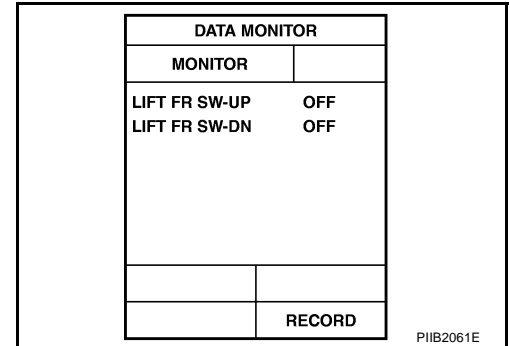 DATA MONITOR
MONITOR
LIFT FR SW-UP OFF
LIFT FR SW-DN OFF
RECORD
PIIB2061E